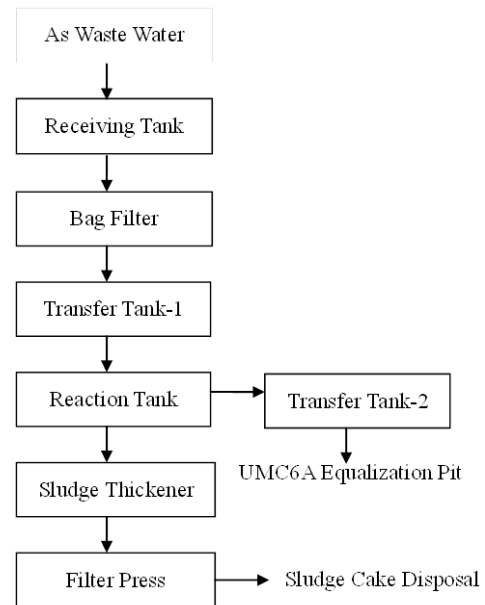 As Waste Water
Receiving Tank
Bag Filter
Transfer Tank-1
Reaction Tank
Transfer Tank-2
UMC6A Equalization Pit
Sludge Thickener
Filter Press
Sludge Cake Disposal